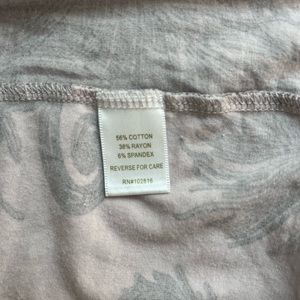 56% COTTON
38% RAYON
6% SPANDEX
REVERSE FOR CARE
RN#102816